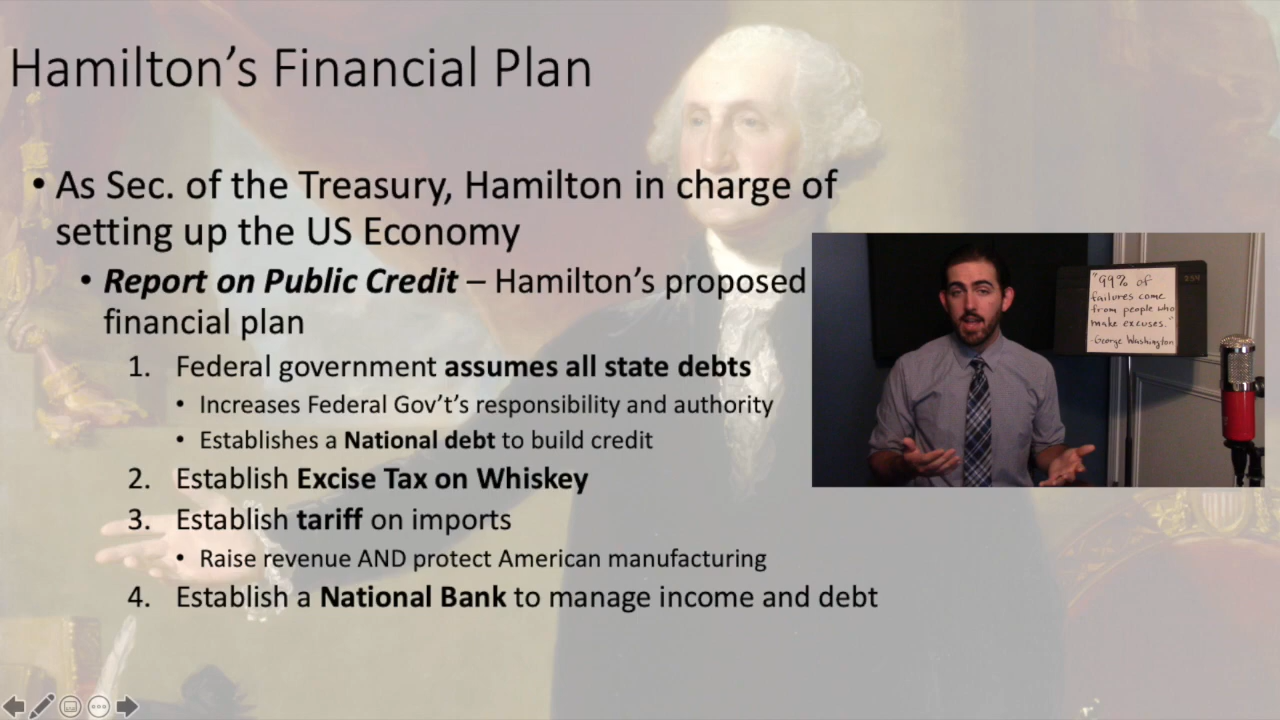 Hamilton’s Financial Plan
• As Sec. of the Treasury, Hamilton in charge of
setting up the US Economy
• Report on Public Credit – Hamilton’s proposed
financial plan
1. Federal government assumes all state debts
• Increases Federal Gov’t’s responsibility and authority
• Establishes a National debt to build credit
2. Establish Excise Tax on Whiskey
3. Establish tariff on imports
• Raise revenue AND protect American manufacturing
4. Establish a National Bank to manage income and debt
"99% of
failures come
from people who
make excuses."
-George Washington